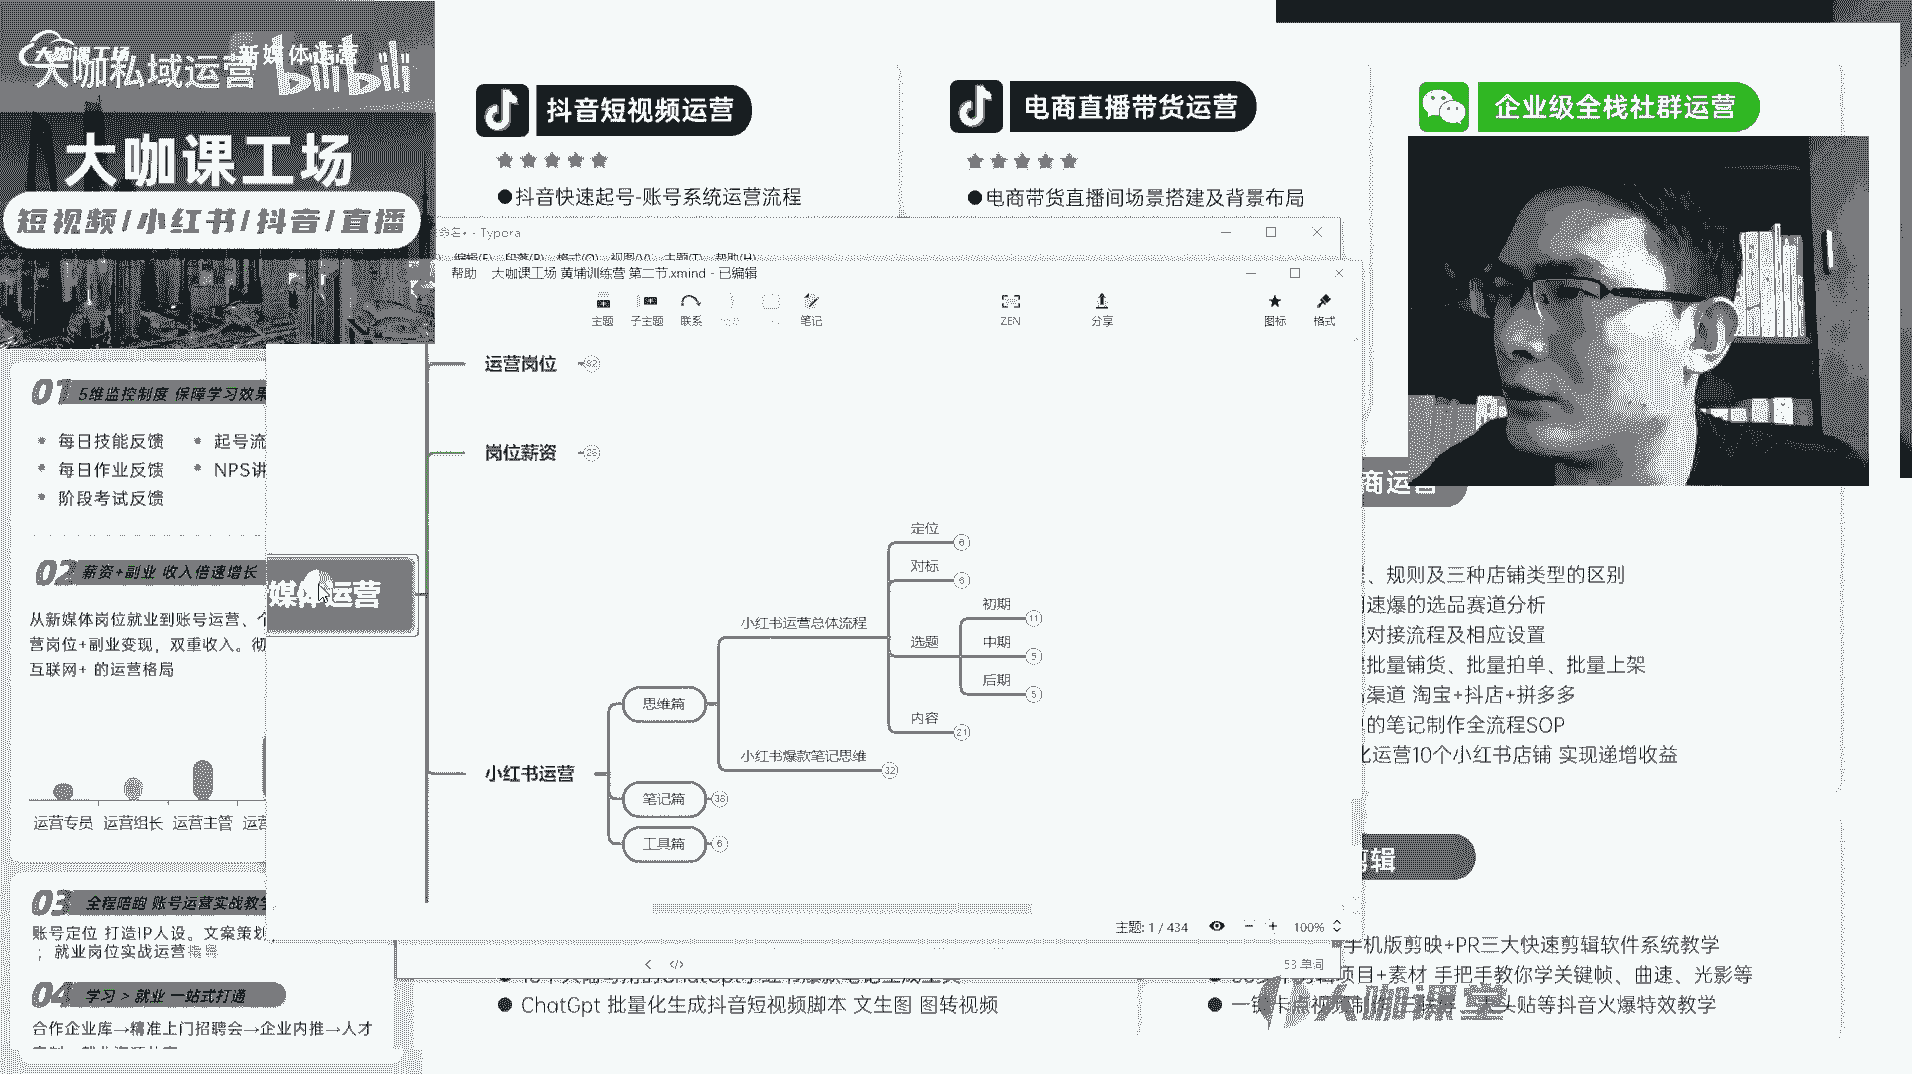 大咖课工场
大咖私域运营
新媒体运营
bilibili
大咖课工场
短视频/小红书/抖音/直播
抖音短视频运营
抖音快速起号-账号系统运营流程
电商直播带货运营
电商带货直播间场景搭建及背景布局
企业级全栈社群运营
Typora
编辑(E) 段落(P) 格式(O) 视图(V) 主题(T) 帮助(H)
帮助 大咖课工场 黄埔训练营 第二节.xmind - 已编辑
主题
子主题
联系
笔记
ZEN
分享
图标
格式
运营岗位
岗位薪资
28
媒体运营
小红书运营
思维篇
小红书运营总体流程
定位
6
对标
6
选题
初期
11
中期
5
后期
5
内容
21
小红书爆款笔记思维
32
笔记篇
工具篇
6
主题: 1 / 434
100%
53 单词
01 5维监控制度 保障学习效果
每日技能反馈
起号流
每日作业反馈
NPS讲
阶段考试反馈
02 薪资+副业 收入倍速增长
从新媒体岗位就业到账号运营、
营岗位+副业变现，双重收入。彻
互联网+ 的运营格局
运营专员 运营组长 运营主管 运营
03 全程陪跑 账号运营实战教学
账号定位 打造IP人设。文案策划
；就业岗位实战运营
04 学习 > 就业 一站式打通
合作企业库→精准上门招聘会→企业内推→人才
商运营
、规则及三种店铺类型的区别
速爆的选品赛道分析
对接流程及相应设置
批量铺货、批量拍单、批量上架
渠道 淘宝+抖店+拼多多
的笔记制作全流程SOP
化运营10个小红书店铺 实现递增收益
剪辑
手机版剪映+PR三大快速剪辑软件系统教学
项目+素材 手把手教你学关键帧、曲速、光影等
头贴等抖音火爆特效教学
ChatGpt 批量化生成抖音短视频脚本 文生图 图转视频
大咖课堂